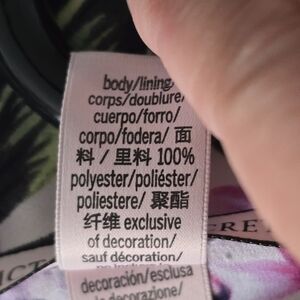 body/lining/
corps/doublure/
cuerpo/forro/
corpo/fodera/ 面
料 / 里料 100%
polyester/poliéster/
poliestere/ 聚酯
纤维 exclusive
of decoration/
sauf décoration/
decoración/esclusa